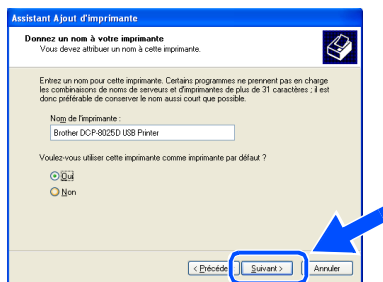 Assistant Ajout d'imprimante
Donnez un nom à votre imprimante
Vous devez attribuer un nom à cette imprimante.
Entrez un nom pour cette imprimante. Certains programmes ne prennent pas en charge
les combinaisons de noms de serveurs et d'imprimantes de plus de 31 caractères ; il est
donc préférable de conserver le nom aussi court que possible.
Nom de l'imprimante :
Brother DCP-8025D USB Printer
Voulez-vous utiliser cette imprimante comme imprimante par défaut ?
Oui
Non
< Précéde
Suivant >
Annuler